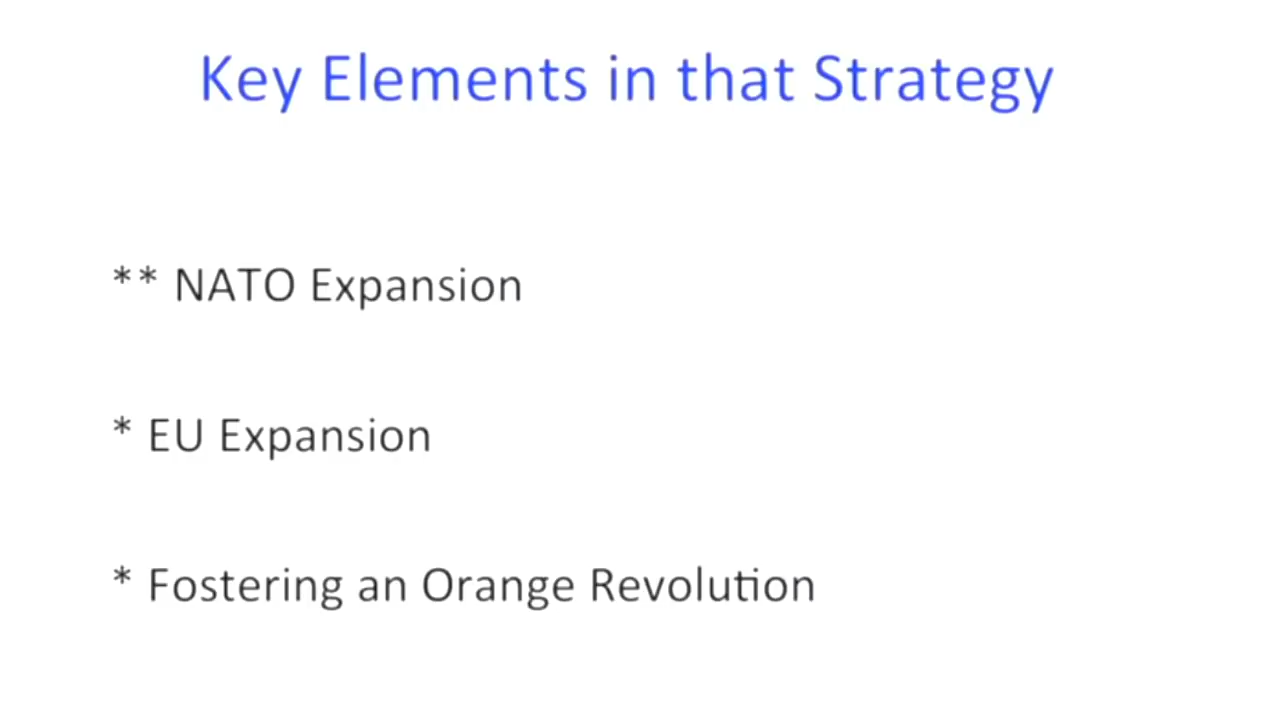 Key Elements in that Strategy
** NATO Expansion
* EU Expansion
* Fostering an Orange Revolution